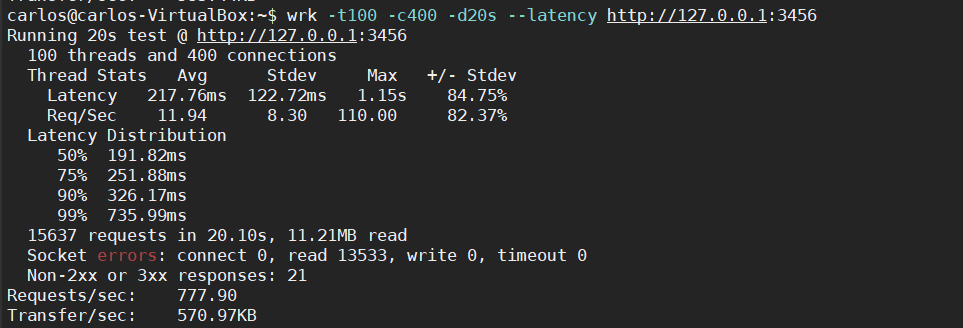 carlos@carlos-VirtualBox:~$ wrk -t100 -c400 -d20s --latency http://127.0.0.1:3456
Running 20s test @ http://127.0.0.1:3456
  100 threads and 400 connections
  Thread Stats   Avg      Stdev     Max   +/- Stdev
    Latency   217.76ms  122.72ms   1.15s    84.75%
    Req/Sec    11.94      8.30   110.00     82.37%
  Latency Distribution
     50%  191.82ms
     75%  251.88ms
     90%  326.17ms
     99%  735.99ms
  15637 requests in 20.10s, 11.21MB read
  Socket errors: connect 0, read 13533, write 0, timeout 0
  Non-2xx or 3xx responses: 21
Requests/sec:    777.90
Transfer/sec:    570.97KB